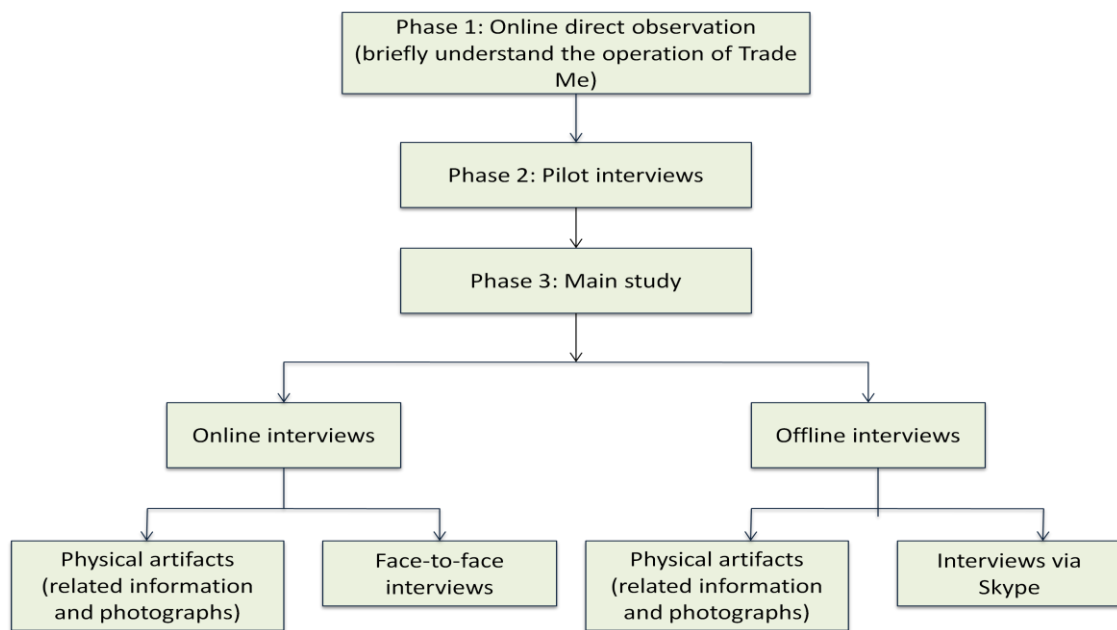 Phase 1: Online direct observation
(briefly understand the operation of Trade
Me)
Phase 2: Pilot interviews
Phase 3: Main study
Online interviews
Offline interviews
Physical artifacts
(related information
and photographs)
Face-to-face
interviews
Physical artifacts
(related information
and photographs)
Interviews via
Skype